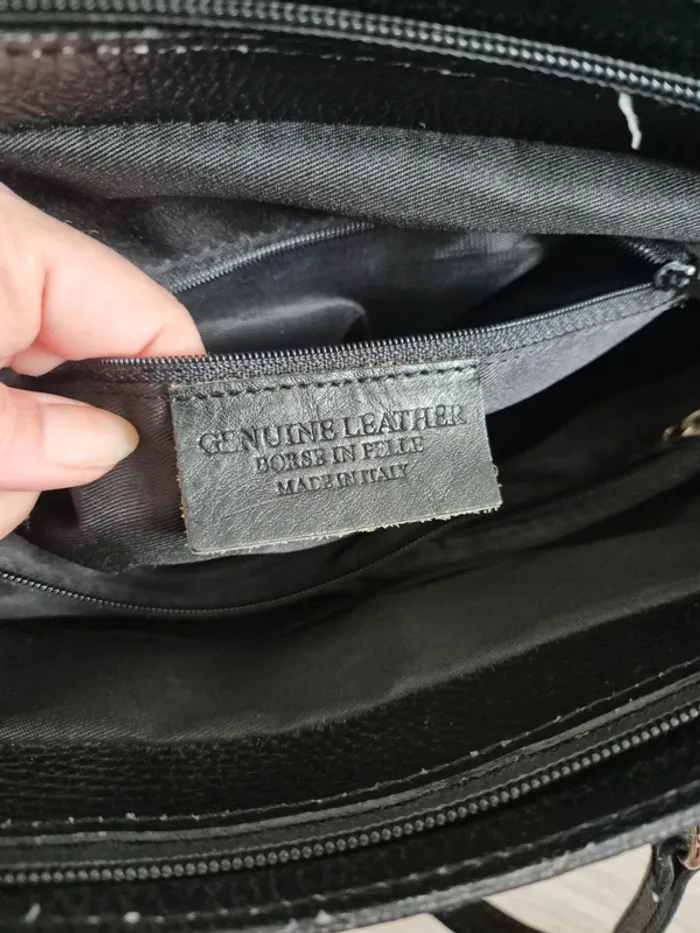 GENUINE LEATHER
BORSE IN PELLE
MADE IN ITALY